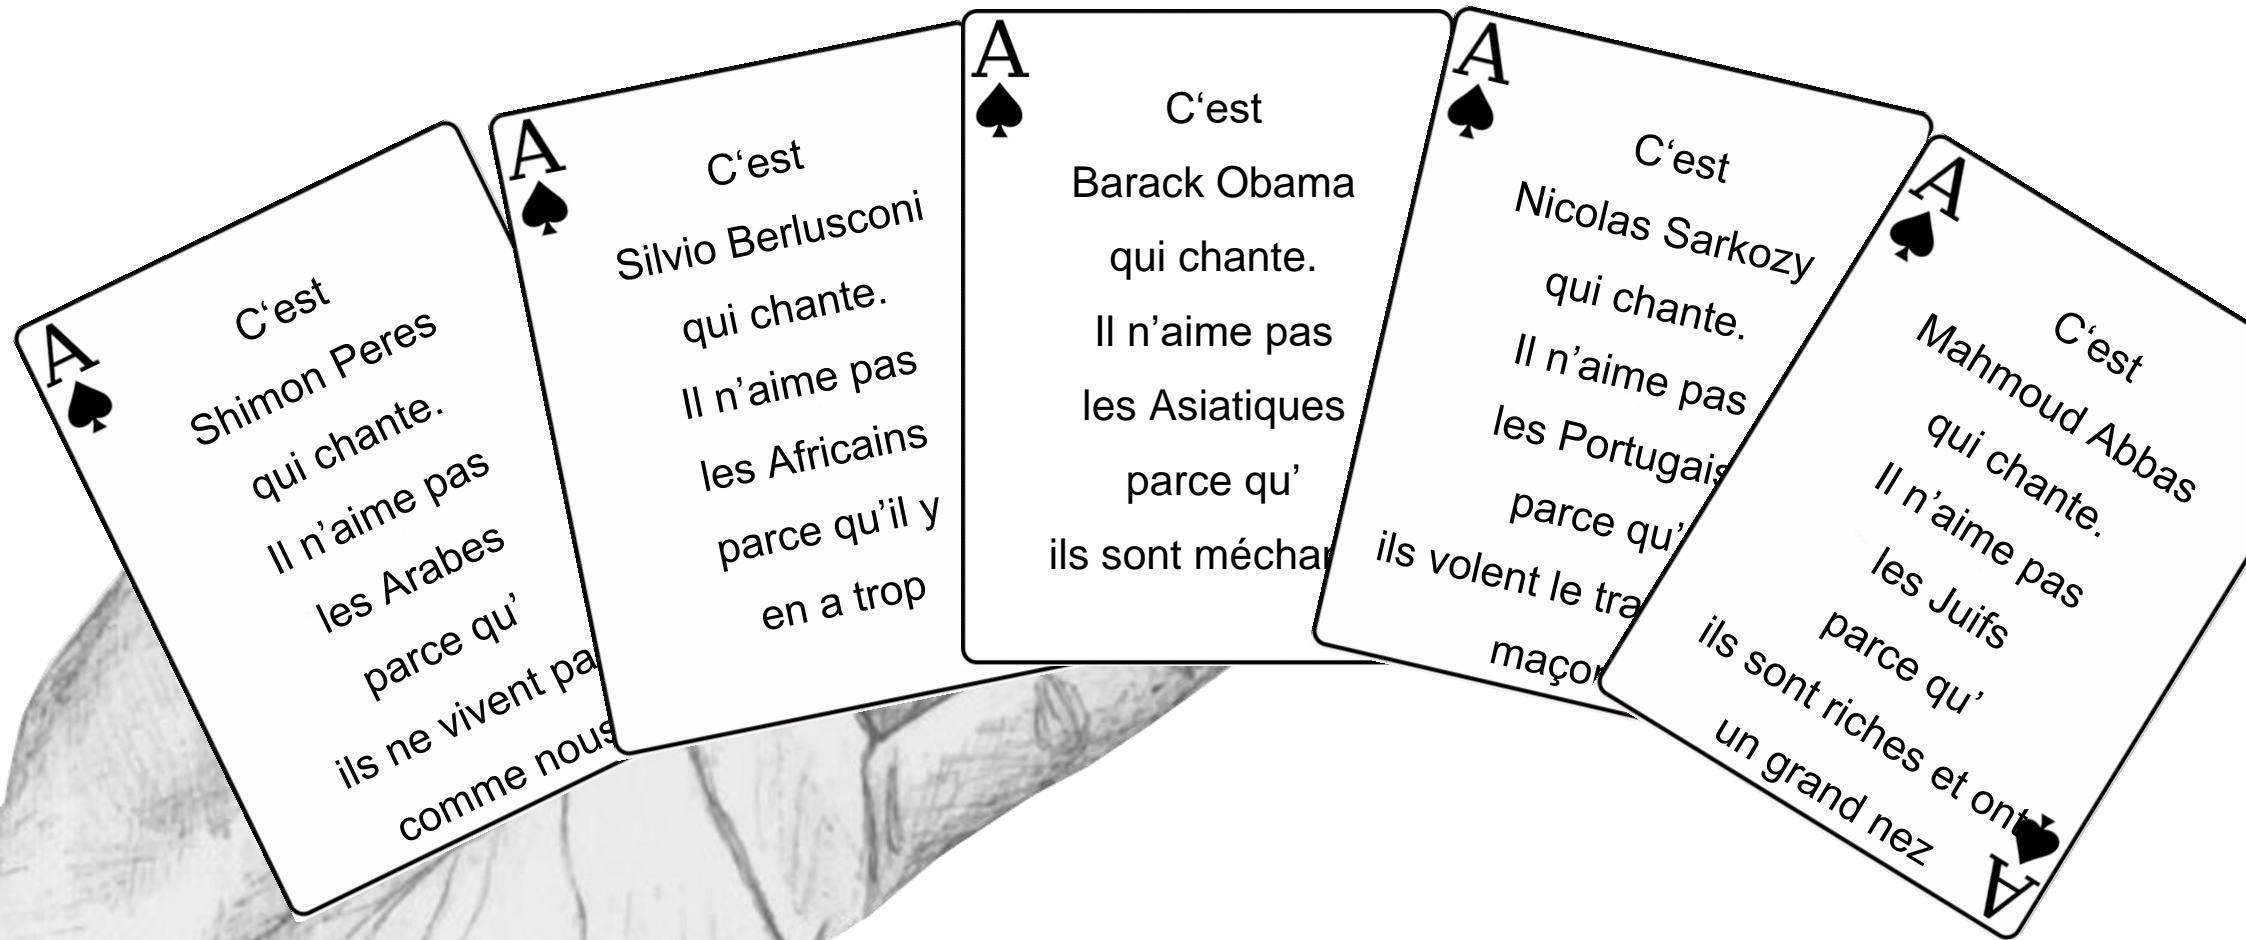 A
C‘est
Shimon Peres
qui chante.
Il n’aime pas
les Arabes
parce qu’
ils ne vivent pa
comme nous
A
C‘est
Silvio Berlusconi
qui chante.
Il n’aime pas
les Africains
parce qu’il y
en a trop
A
C‘est
Barack Obama
qui chante.
Il n’aime pas
les Asiatiques
parce qu’
ils sont méchan
A
C‘est
Nicolas Sarkozy
qui chante.
Il n’aime pas
les Portugais
parce qu’
ils volent le tra
maçon
A
C‘est
Mahmoud Abbas
qui chante.
Il n’aime pas
les Juifs
parce qu’
ils sont riches et ont
un grand nez
A